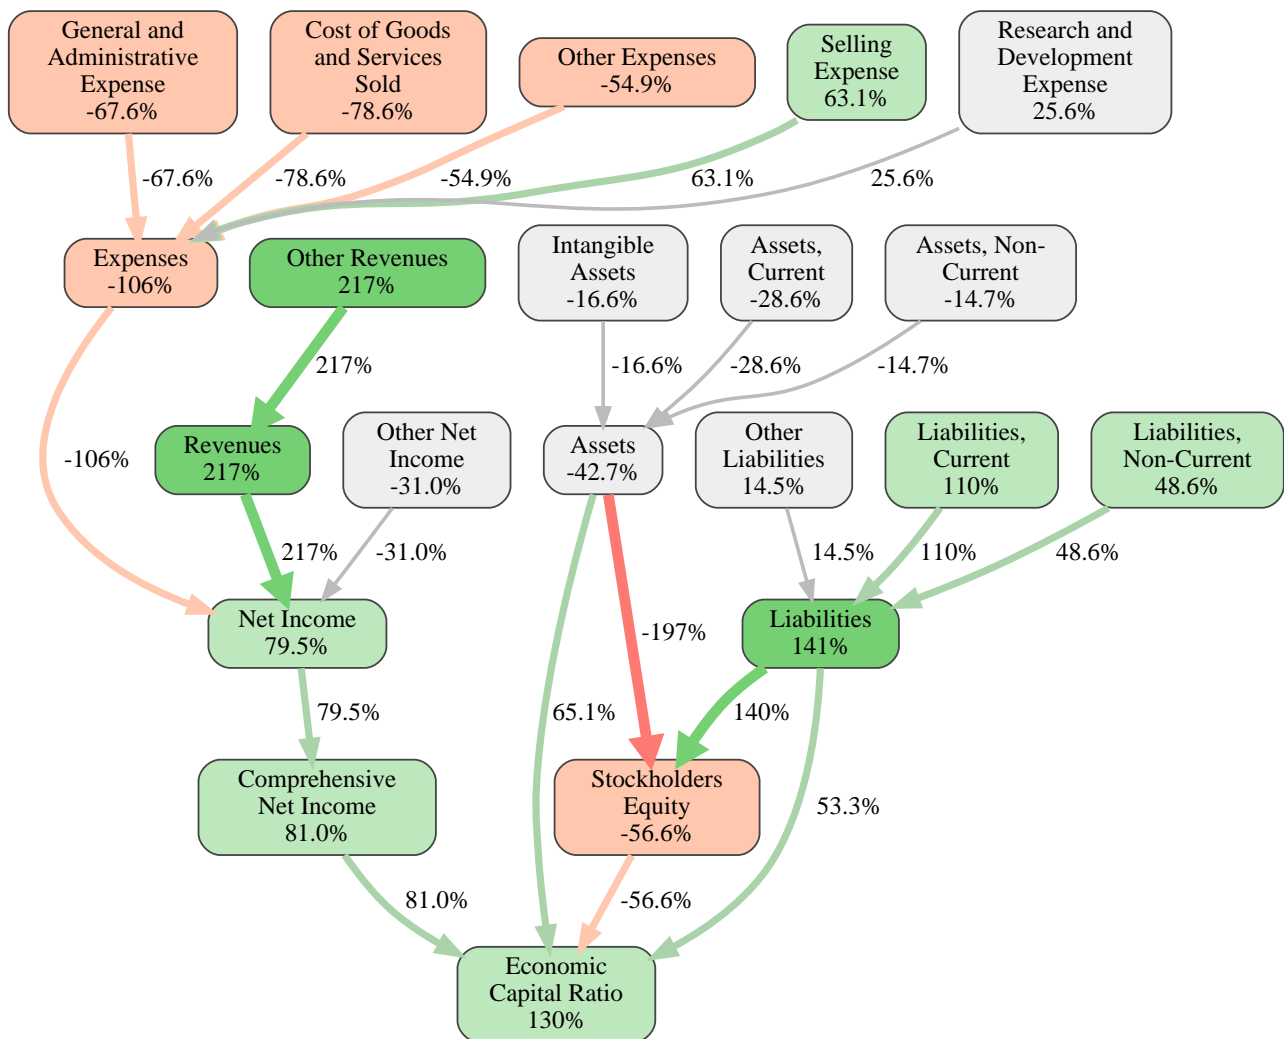 General and
Administrative
Expense
-67.6%
Cost of Goods
and Services
Sold
-78.6%
Other Expenses
-54.9%
Selling
Expense
63.1%
Research and
Development
Expense
25.6%
-67.6%
-78.6%
-54.9%
63.1%
25.6%
Expenses
-106%
Other Revenues
217%
Intangible
Assets
-16.6%
Assets,
Current
-28.6%
Assets, Non-
Current
-14.7%
217%
-16.6%
-28.6%
-14.7%
-106%
Revenues
217%
Other Net
Income
-31.0%
Assets
-42.7%
Other
Liabilities
14.5%
Liabilities,
Current
110%
Liabilities,
Non-Current
48.6%
217%
-31.0%
14.5%
110%
48.6%
Net Income
79.5%
-197%
Liabilities
141%
79.5%
65.1%
140%
Comprehensive
Net Income
81.0%
Stockholders
Equity
-56.6%
53.3%
81.0%
-56.6%
Economic
Capital Ratio
130%